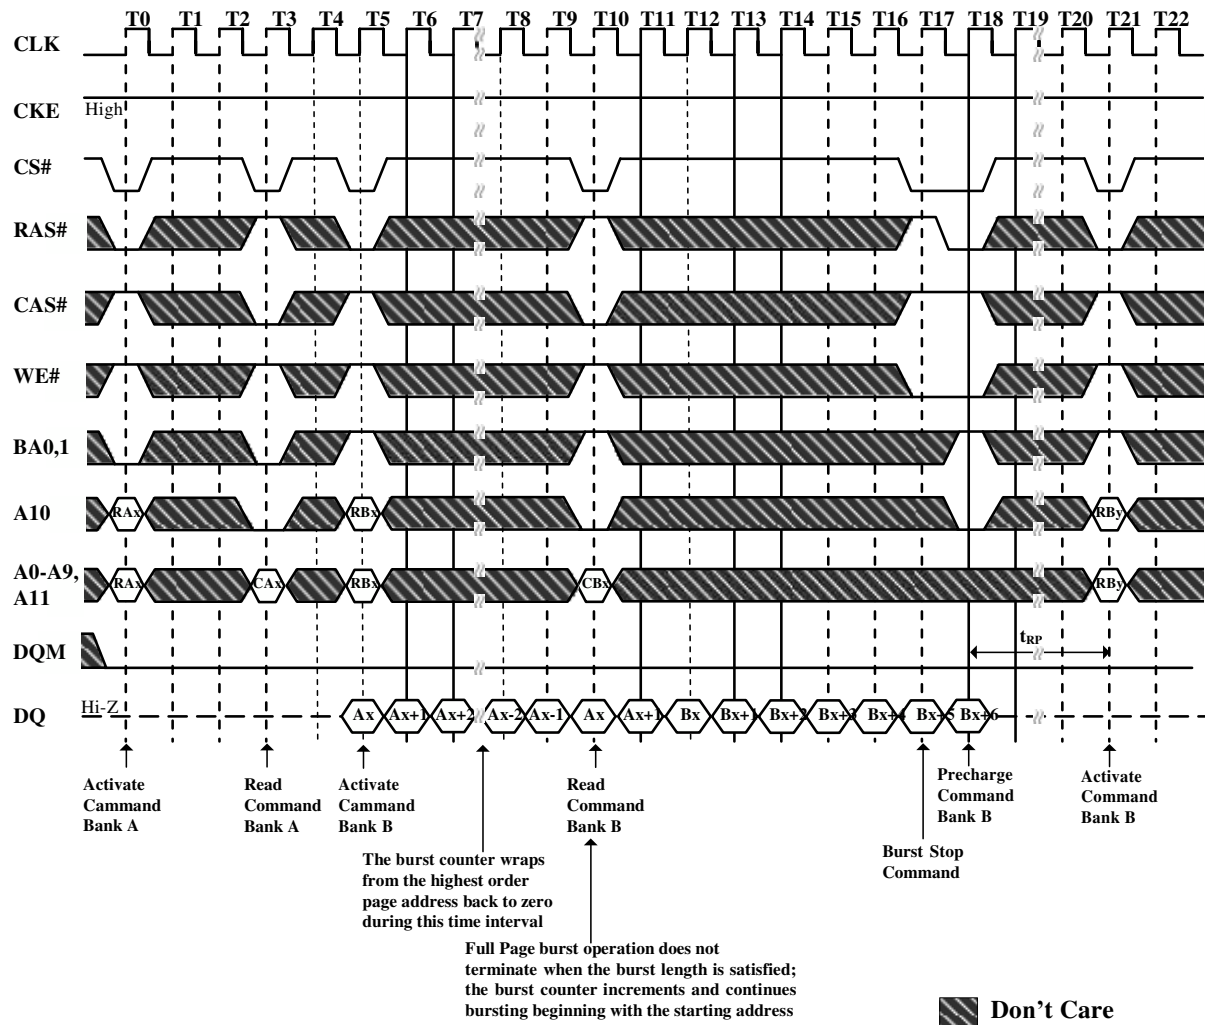 T0 T1 T2 T3 T4 T5 T6 T7 T8 T9 T10 T11 T12 T13 T14 T15 T16 T17 T18 T19 T20 T21 T22
CLK
CKE High
CS#
RAS#
CAS#
WE#
BA0,1
A10 RAx RBx RBy
A0-A9,
A11 RAx CAx RBx CBx RBy
DQM tRP
DQ Hi-Z Ax Ax+1 Ax+2 Ax-2 Ax-1 Ax Ax+1 Bx Bx+1 Bx+2 Bx+3 Bx+4 Bx+5 Bx+6
Activate
Cammand
Bank A
Read
Command
Bank A
Activate
Cammand
Bank B
Read
Command
Bank B
Precharge
Command
Bank B
Activate
Command
Bank B
Burst Stop
Command
The burst counter wraps
from the highest order
page address back to zero
during this time interval
Full Page burst operation does not
terminate when the burst length is satisfied;
the burst counter increments and continues
bursting beginning with the starting address
Don't Care